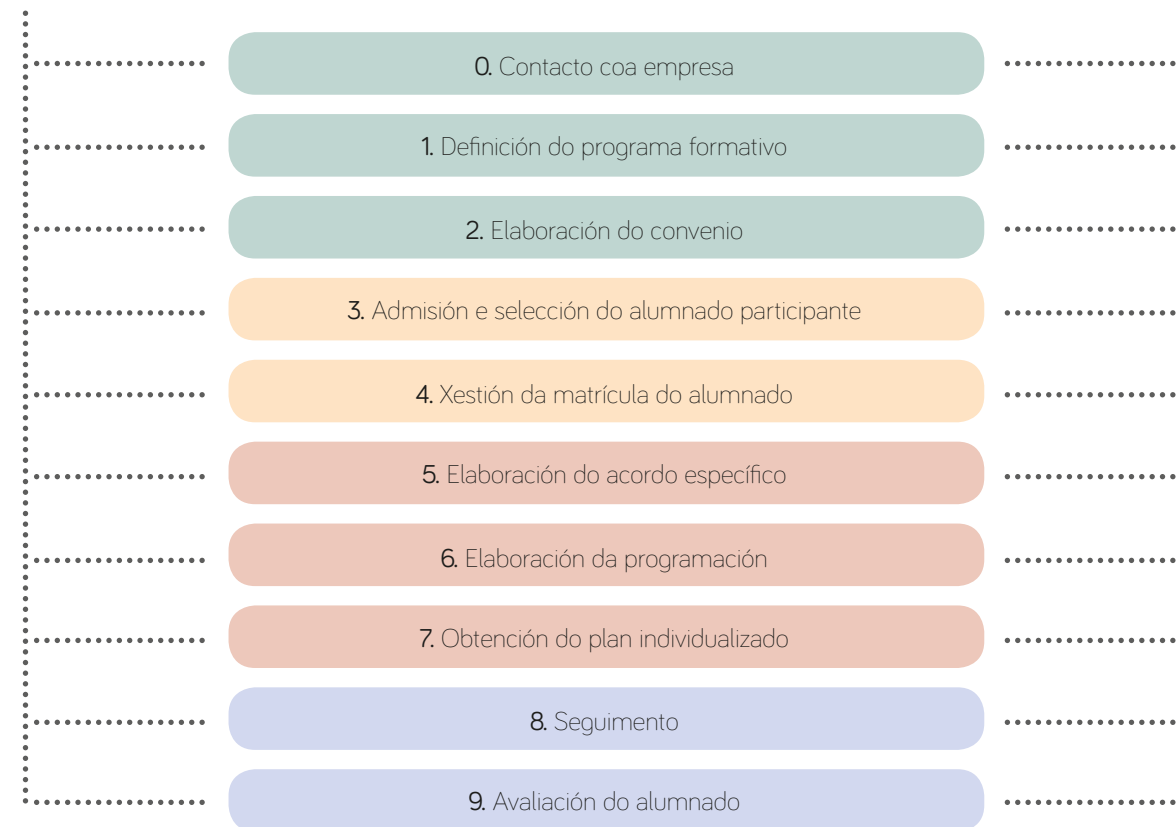 0. Contacto coa empresa
1. Definición do programa formativo
2. Elaboración do convenio
3. Admisión e selección do alumnado participante
4. Xestión da matrícula do alumnado
5. Elaboración do acordo específico
6. Elaboración da programación
7. Obtención do plan individualizado
8. Seguimento
9. Avaliación do alumnado